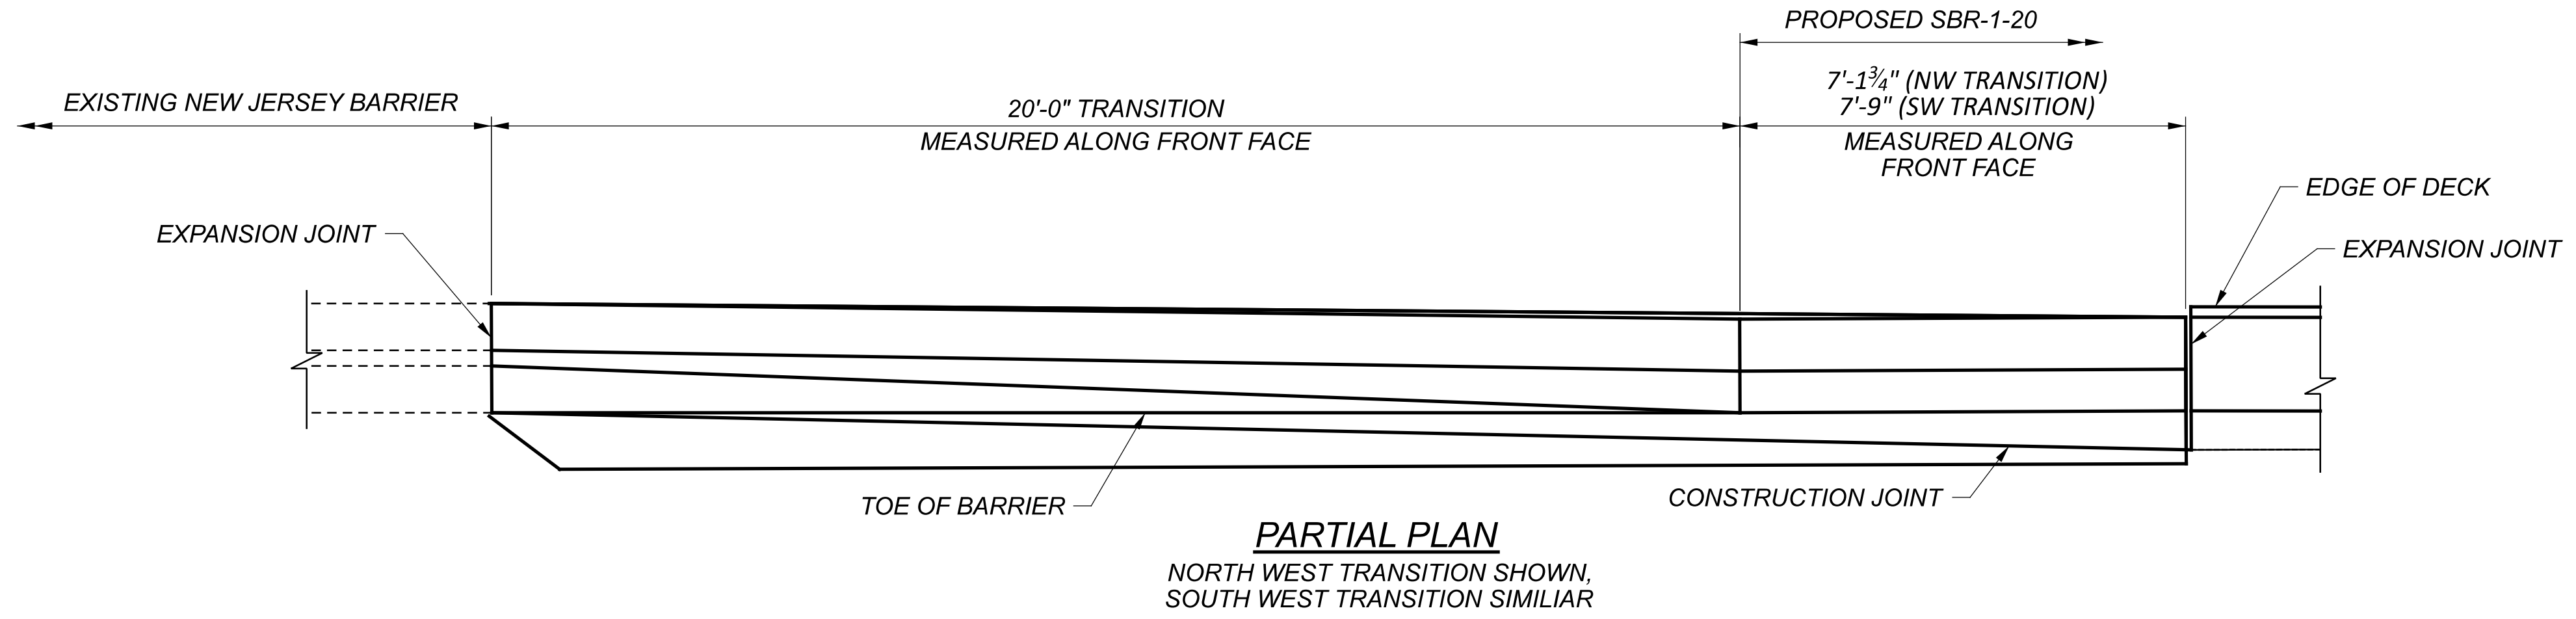 PROPOSED SBR-1-20
EXISTING NEW JERSEY BARRIER
20'-0" TRANSITION
MEASURED ALONG FRONT FACE
7'-1¾" (NW TRANSITION)
7'-9" (SW TRANSITION)
MEASURED ALONG
FRONT FACE
EDGE OF DECK
EXPANSION JOINT
EXPANSION JOINT
TOE OF BARRIER
CONSTRUCTION JOINT
PARTIAL PLAN
NORTH WEST TRANSITION SHOWN,
SOUTH WEST TRANSITION SIMILIAR